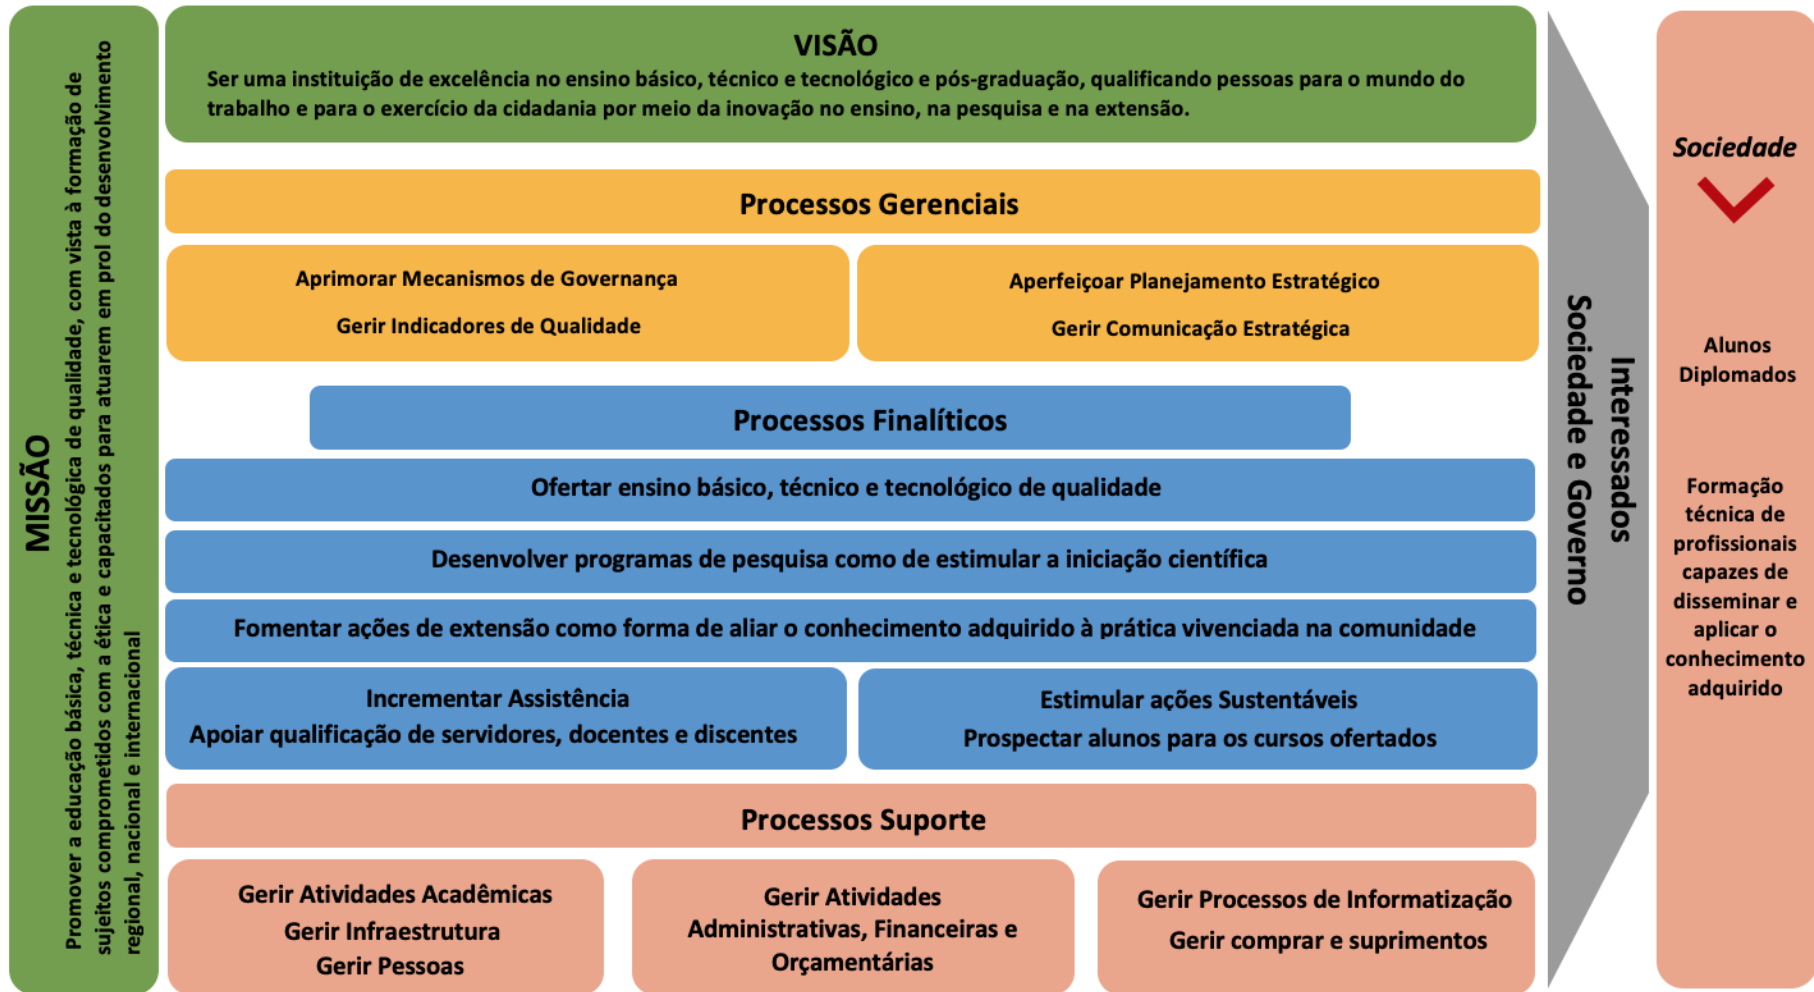 MISSÃO
Promover a educação básica, técnica e tecnológica de qualidade, com vista à formação de
sujeitos comprometidos com a ética e capacitados para atuarem em prol do desenvolvimento
regional, nacional e internacional
VISÃO
Ser uma instituição de excelência no ensino básico, técnico e tecnológico e pós-graduação, qualificando pessoas para o mundo do
trabalho e para o exercício da cidadania por meio da inovação no ensino, na pesquisa e na extensão.
Processos Gerenciais
Aprimorar Mecanismos de Governança
Gerir Indicadores de Qualidade
Aperfeiçoar Planejamento Estratégico
Gerir Comunicação Estratégica
Processos Finalíticos
Ofertar ensino básico, técnico e tecnológico de qualidade
Desenvolver programas de pesquisa como de estimular a iniciação científica
Fomentar ações de extensão como forma de aliar o conhecimento adquirido à prática vivenciada na comunidade
Incrementar Assistência
Apoiar qualificação de servidores, docentes e discentes
Estimular ações Sustentáveis
Prospectar alunos para os cursos ofertados
Processos Suporte
Gerir Atividades Acadêmicas
Gerir Infraestrutura
Gerir Pessoas
Gerir Atividades
Administrativas, Financeiras e
Orçamentárias
Gerir Processos de Informatização
Gerir comprar e suprimentos
Interessados
Sociedade e Governo
Sociedade
Alunos
Diplomados
Formação
técnica de
profissionais
capazes de
disseminar e
aplicar o
conhecimento
adquirido